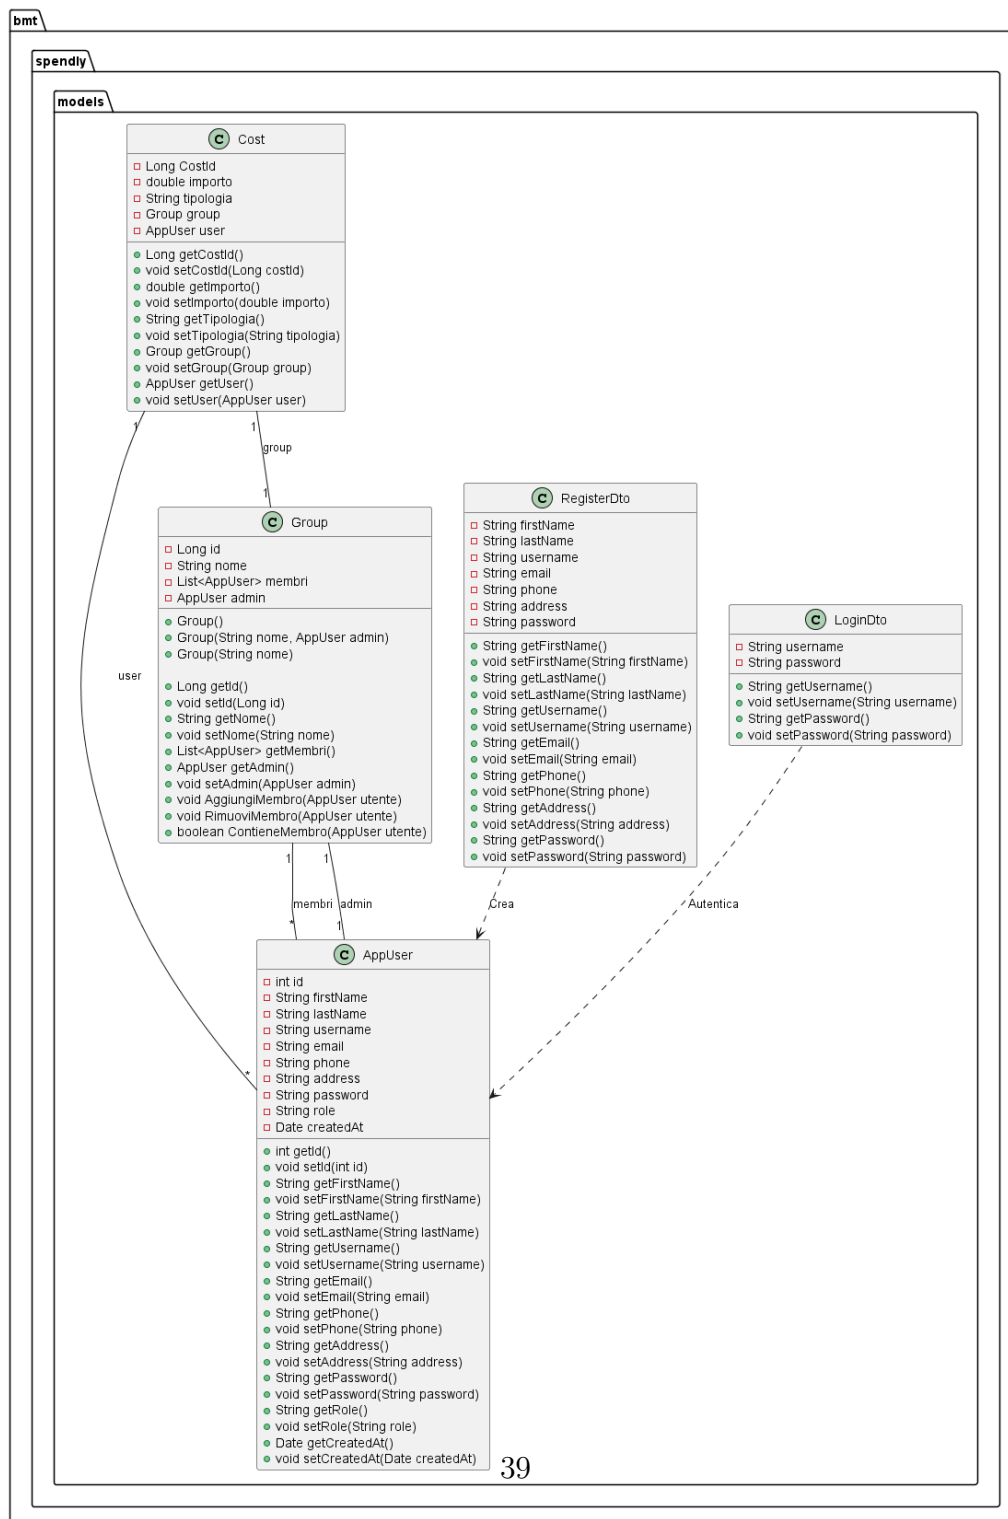 bmt
spendly
models
C Cost
Long CostId
double importo
String tipologia
Group group
AppUser user
Long getCostId()
void setCostId(Long costId)
double getImporto()
void setImporto(double importo)
String getTipologia()
void setTipologia(String tipologia)
Group getGroup()
void setGroup(Group group)
AppUser getUser()
void setUser(AppUser user)
1
1
group
1
user
*
C Group
Long id
String nome
List<AppUser> membri
AppUser admin
Group()
Group(String nome, AppUser admin)
Group(String nome)
Long getId()
void setId(Long id)
String getNome()
void setNome(String nome)
List<AppUser> getMembri()
AppUser getAdmin()
void setAdmin(AppUser admin)
void AggiungiMembro(AppUser utente)
void RimuoviMembro(AppUser utente)
boolean ContieneMembro(AppUser utente)
1
1
membri
admin
*
1
C RegisterDto
String firstName
String lastName
String username
String email
String phone
String address
String password
String getFirstName()
void setFirstName(String firstName)
String getLastName()
void setLastName(String lastName)
String getUsername()
void setUsername(String username)
String getEmail()
void setEmail(String email)
String getPhone()
void setPhone(String phone)
String getAddress()
void setAddress(String address)
String getPassword()
void setPassword(String password)
Crea
C LoginDto
String username
String password
String getUsername()
void setUsername(String username)
String getPassword()
void setPassword(String password)
Autentica
C AppUser
int id
String firstName
String lastName
String username
String email
String phone
String address
String password
String role
Date createdAt
int getId()
void setId(int id)
String getFirstName()
void setFirstName(String firstName)
String getLastName()
void setLastName(String lastName)
String getUsername()
void setUsername(String username)
String getEmail()
void setEmail(String email)
String getPhone()
void setPhone(String phone)
String getAddress()
void setAddress(String address)
String getPassword()
void setPassword(String password)
String getRole()
void setRole(String role)
Date getCreatedAt()
void setCreatedAt(Date createdAt)
39